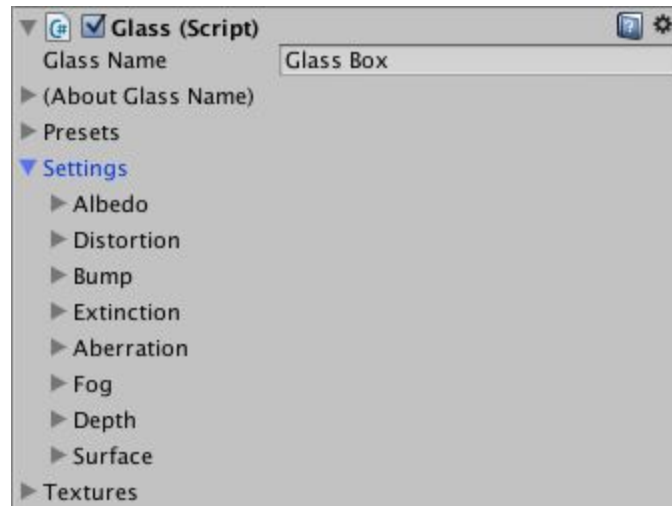 Glass (Script)
Glass Name Glass Box
(About Glass Name)
Presets
Settings
Albedo
Distortion
Bump
Extinction
Aberration
Fog
Depth
Surface
Textures